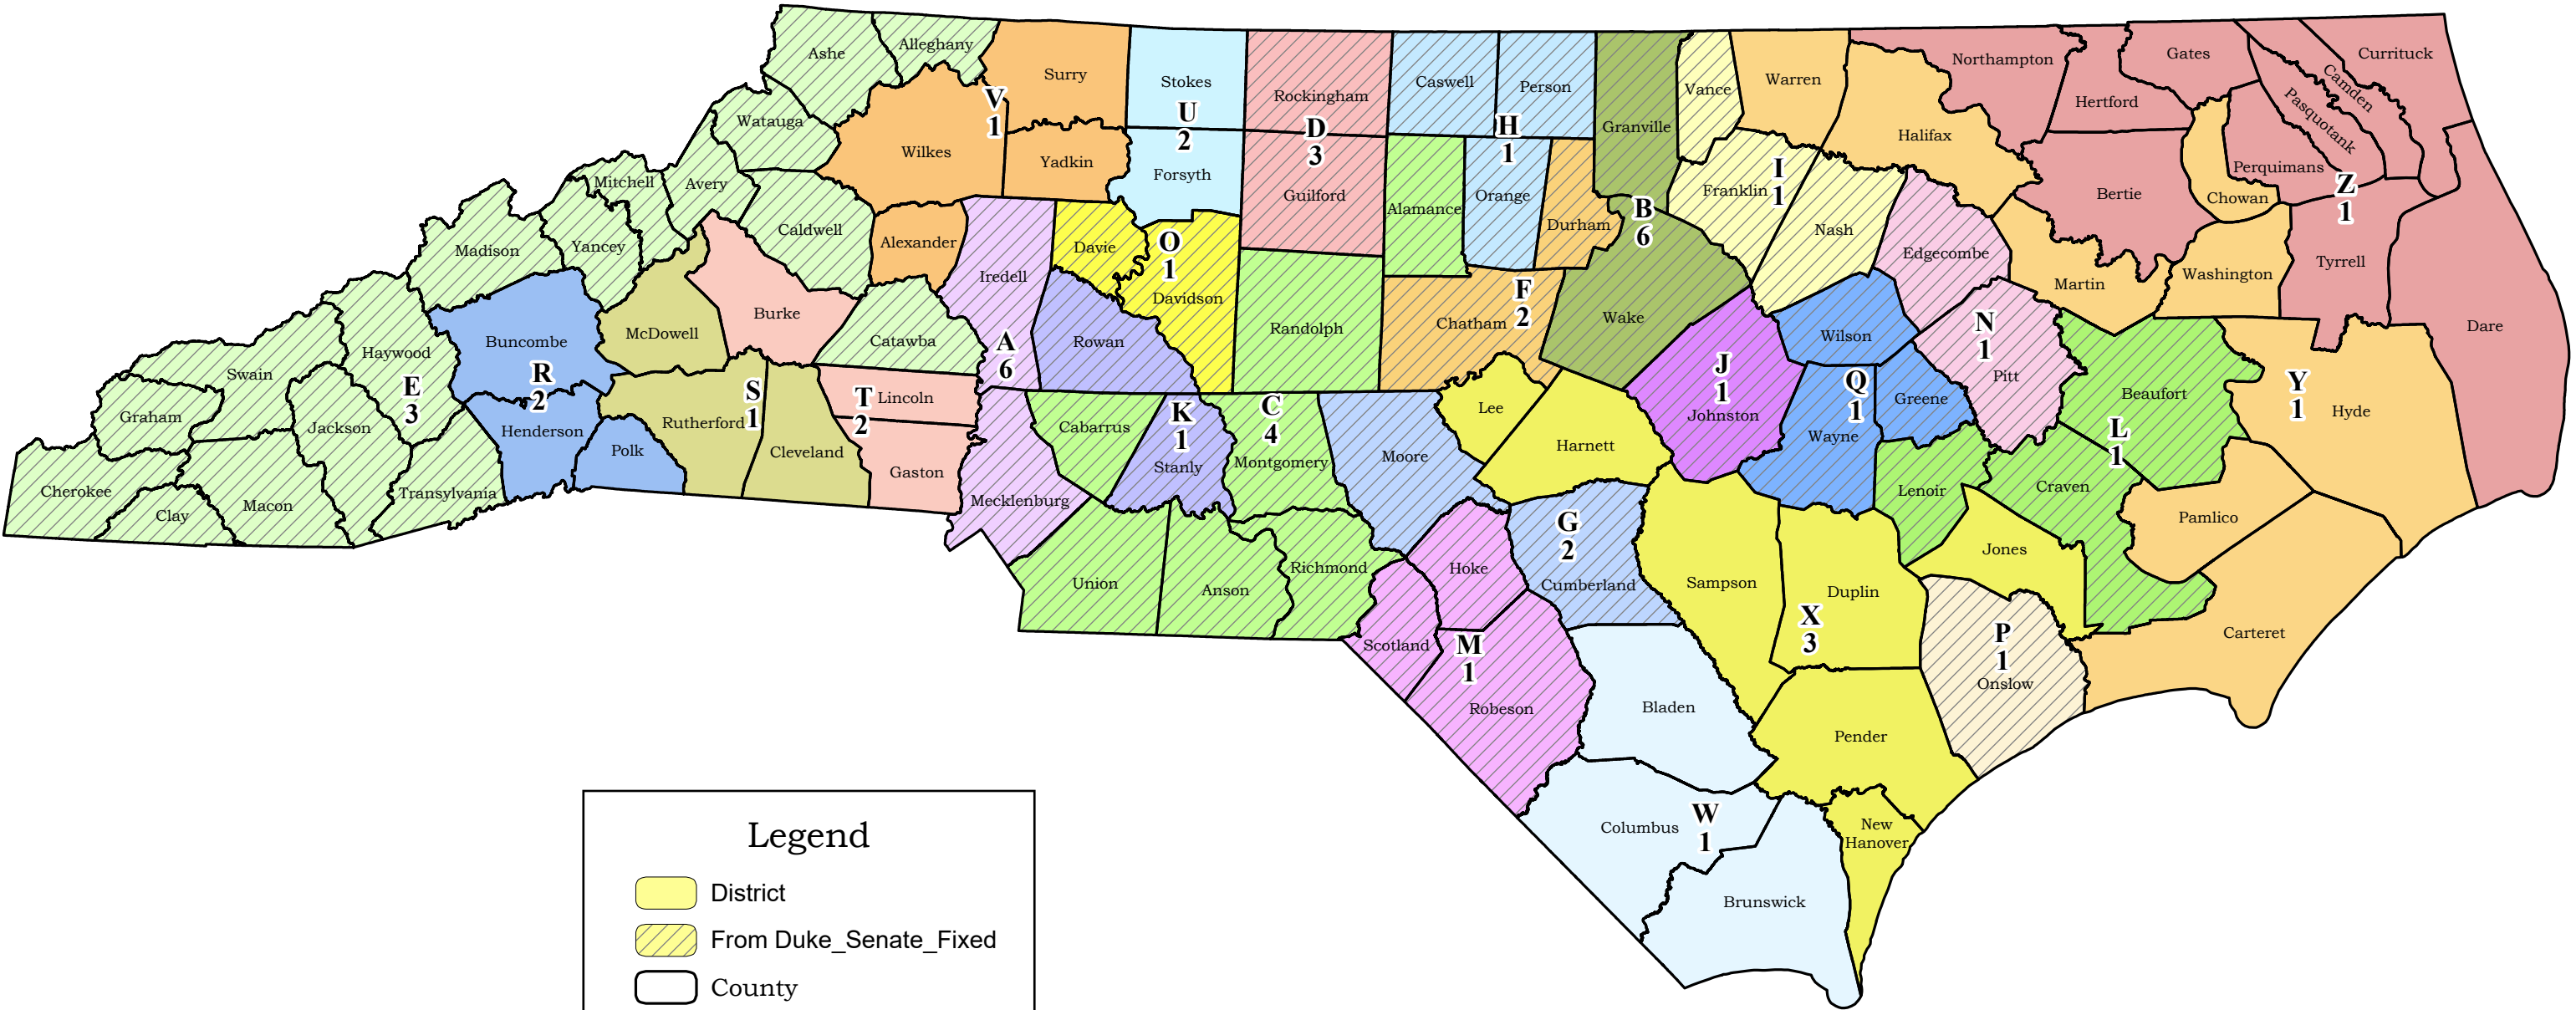 Ashe
Alleghany
Surry
Stokes
Rockingham
Caswell
Person
Granville
Vance
Warren
Northampton
Gates
Currituck
Camden
Pasquotank
Hertford
Halifax
Perquimans
Chowan
Bertie
Z
1
V
1
U
2
D
3
H
1
Watauga
Wilkes
Yadkin
Forsyth
Guilford
Alamance
Orange
Durham
B
6
Franklin
I
1
Nash
Edgecombe
Martin
Washington
Tyrrell
Dare
Mitchell
Avery
Caldwell
Alexander
Iredell
Davie
O
1
Davidson
Randolph
Chatham
F
2
Wake
Madison
Yancey
McDowell
Burke
Catawba
A
6
Rowan
J
1
Johnston
Wilson
N
1
Pitt
Beaufort
Y
1
Hyde
Swain
Haywood
E
3
Buncombe
R
2
Henderson
Polk
Rutherford
S
1
Cleveland
T
2
Lincoln
Gaston
Graham
Jackson
Cherokee
Clay
Macon
Transylvania
Mecklenburg
Cabarrus
K
1
Stanly
C
4
Montgomery
Moore
Lee
Harnett
Q
1
Wayne
Greene
Lenoir
L
1
Craven
Pamlico
Jones
Carteret
Union
Anson
Richmond
Hoke
G
2
Cumberland
Sampson
Duplin
X
3
P
1
Onslow
Scotland
M
1
Robeson
Bladen
Pender
Columbus
W
1
New
Hanover
Brunswick
Legend
District
From Duke_Senate_Fixed
County